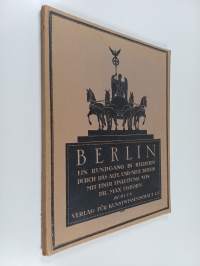 BERLIN
EIN RUNDGANG IN BILDERN
DURCH DAS ALTE UND NEUE BERLIN
MIT EINER EINLEITUNG VON
DR. MAX OSBORN
BERLIN
VERLAG FÜR KUNSTWISSENSCHAFT